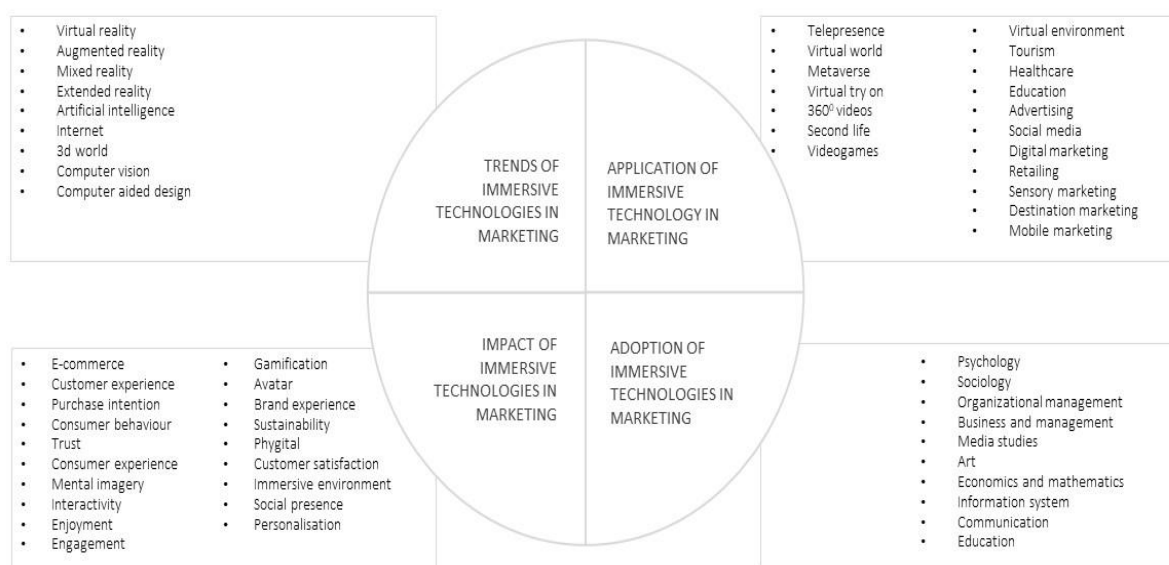 • Virtual reality
• Augmented reality
• Mixed reality
• Extended reality
• Artificial intelligence
• Internet
• 3d world
• Computer vision
• Computer aided design
TRENDS OF
IMMERSIVE
TECHNOLOGIES IN
MARKETING
APPLICATION OF
IMMERSIVE
TECHNOLOGY IN
MARKETING
• Telepresence
• Virtual world
• Metaverse
• Virtual try on
• 360⁰ videos
• Second life
• Videogames
• Virtual environment
• Tourism
• Healthcare
• Education
• Advertising
• Social media
• Digital marketing
• Retailing
• Sensory marketing
• Destination marketing
• Mobile marketing
• E-commerce
• Customer experience
• Purchase intention
• Consumer behaviour
• Trust
• Consumer experience
• Mental imagery
• Interactivity
• Enjoyment
• Engagement
• Gamification
• Avatar
• Brand experience
• Sustainability
• Phygital
• Customer satisfaction
• Immersive environment
• Social presence
• Personalisation
IMPACT OF
IMMERSIVE
TECHNOLOGIES IN
MARKETING
ADOPTION OF
IMMERSIVE
TECHNOLOGIES IN
MARKETING
• Psychology
• Sociology
• Organizational management
• Business and management
• Media studies
• Art
• Economics and mathematics
• Information system
• Communication
• Education